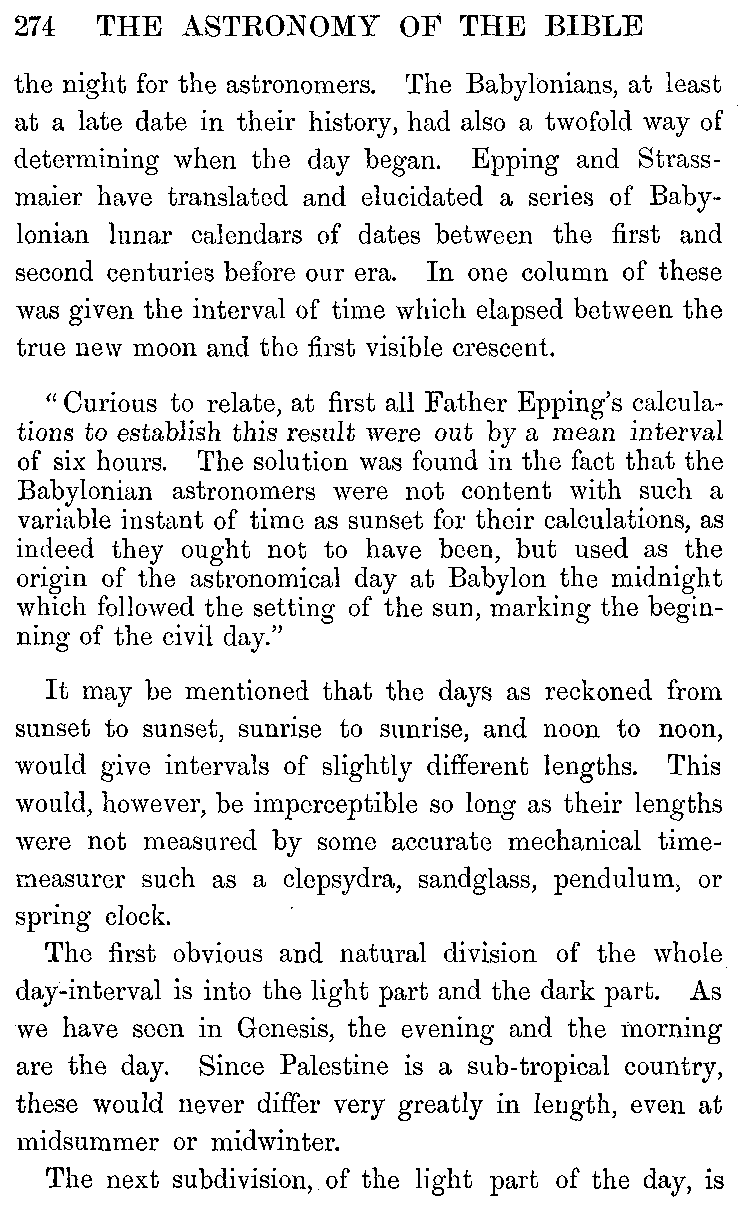 274 THE ASTRONOMY OF THE BIBLE
the night for the astronomers. The Babylonians, at least
at a late date in their history, had also a twofold way of
determining when the day began. Epping and Strass-
maier have translated and elucidated a series of Baby-
lonian lunar calendars of dates between the first and
second centuries before our era. In one column of these
was given the interval of time which elapsed between the
true new moon and the first visible crescent.
“Curious to relate, at first all Father Epping’s calcula-
tions to establish this result were out by a mean interval
of six hours. The solution was found in the fact that the
Babylonian astronomers were not content with such a
variable instant of time as sunset for their calculations, as
indeed they ought not to have been, but used as the
origin of the astronomical day at Babylon the midnight
which followed the setting of the sun, marking the begin-
ning of the civil day.”
It may be mentioned that the days as reckoned from
sunset to sunset, sunrise to sunrise, and noon to noon,
would give intervals of slightly different lengths. This
would, however, be imperceptible so long as their lengths
were not measured by some accurate mechanical time-
measurer such as a clepsydra, sandglass, pendulum, or
spring clock.
The first obvious and natural division of the whole
day-interval is into the light part and the dark part. As
we have seen in Genesis, the evening and the morning
are the day. Since Palestine is a sub-tropical country,
these would never differ very greatly in length, even at
midsummer or midwinter.
The next subdivision, of the light part of the day, is